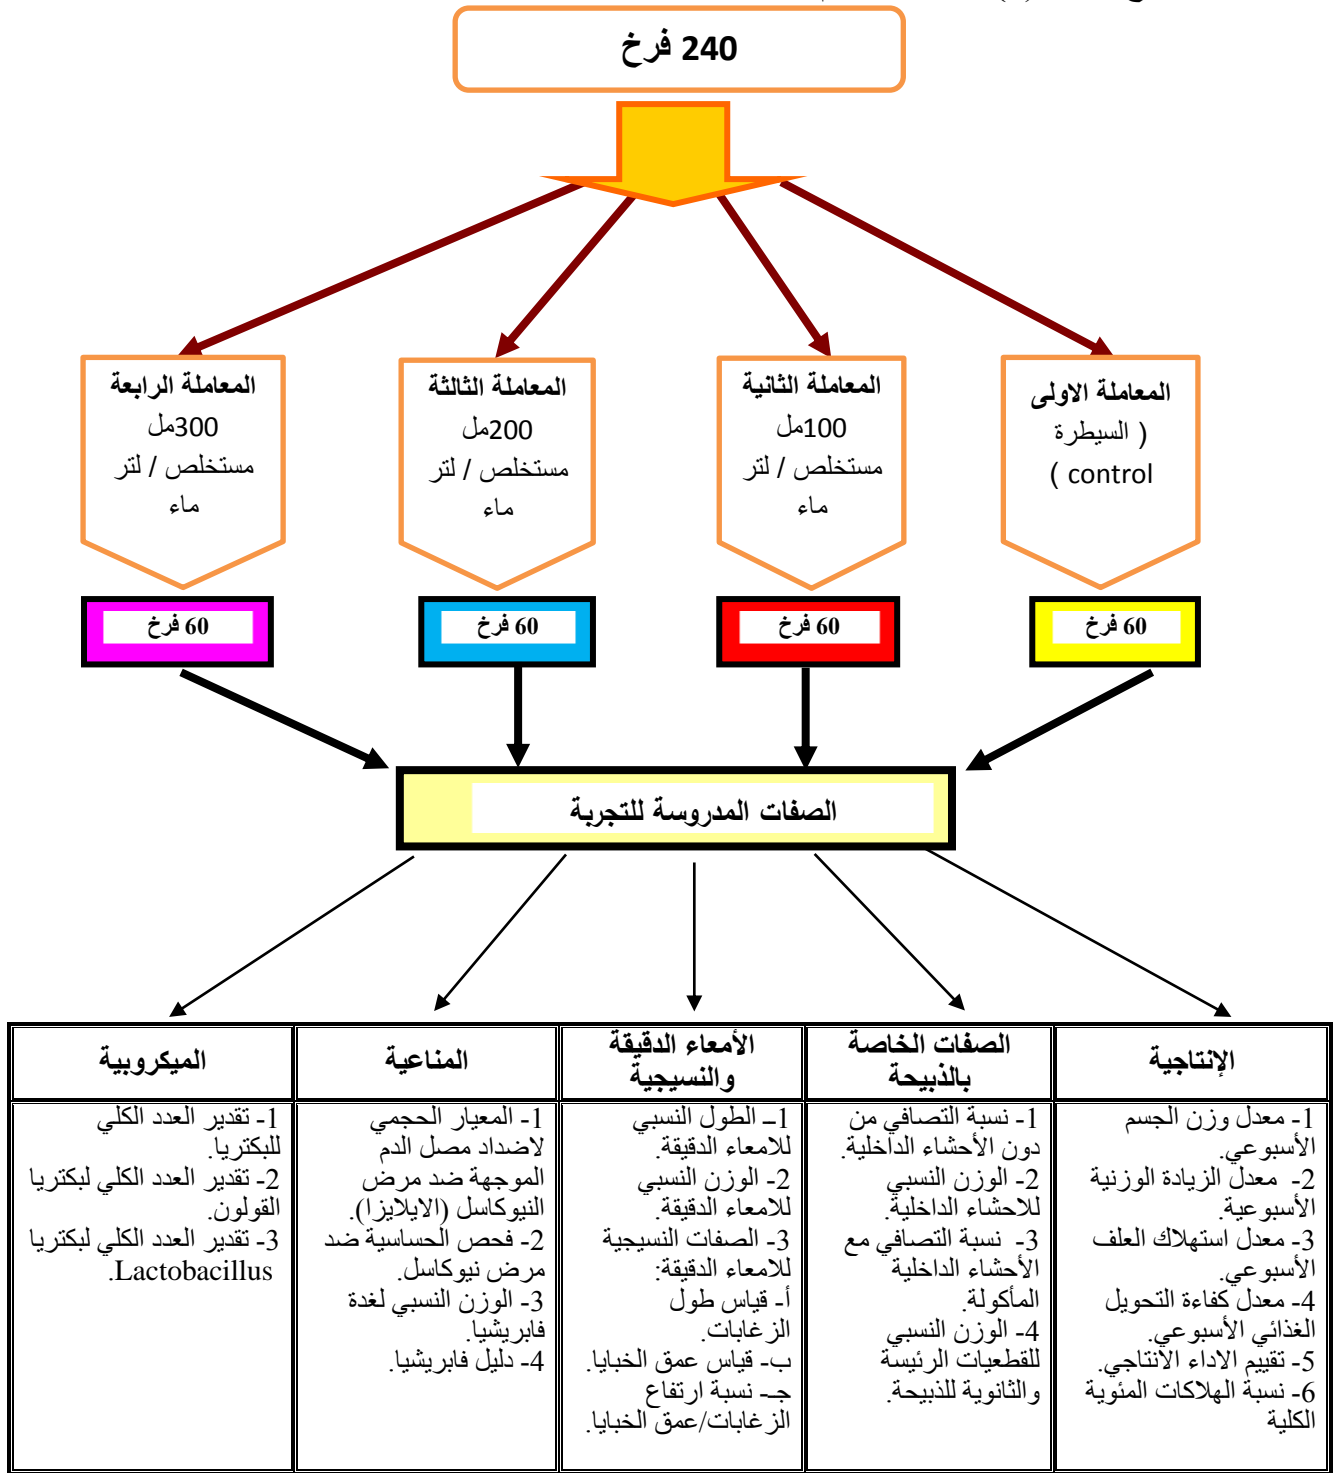 240 فرخ
المعاملة الاولى
( السيطرة
control )
المعاملة الثانية
100مل
مستخلص / لتر
ماء
المعاملة الثالثة
200مل
مستخلص / لتر
ماء
المعاملة الرابعة
300مل
مستخلص / لتر
ماء
60 فرخ
60 فرخ
60 فرخ
60 فرخ
الصفات المدروسة للتجربة
الإنتاجية
1- معدل وزن الجسم
الأسبوعي.
2- معدل الزيادة الوزنية
الأسبوعية.
3- معدل استهلاك العلف
الأسبوعي.
4- معدل كفاءة التحويل
الغذائي الأسبوعي.
5- تقييم الاداء الانتاجي.
6- نسبة الهلاكات المئوية
الكلية
الصفات الخاصة
بالذبيحة
1- نسبة التصافي من
دون الأحشاء الداخلية.
2- الوزن النسبي
للاحشاء الداخلية.
3- نسبة التصافي مع
الأحشاء الداخلية
المأكولة.
4- الوزن النسبي
للقطعيات الرئيسة
والثانوية للذبيحة.
الأمعاء الدقيقة
والنسيجية
1ـ الطول النسبي
للامعاء الدقيقة.
2- الوزن النسبي
للامعاء الدقيقة.
3- الصفات النسيجية
للامعاء الدقيقة:
أ- قياس طول
الزغابات.
ب- قياس عمق الخبايا.
جـ- نسبة ارتفاع
الزغابات/عمق الخبايا.
المناعية
1- المعيار الحجمي
لاضداد مصل الدم
الموجهة ضد مرض
النيوكاسل (الايلايزا).
2- فحص الحساسية ضد
مرض نيوكاسل.
3- الوزن النسبي لغدة
فابريشيا.
4- دليل فابريشيا.
الميكروبية
1- تقدير العدد الكلي
للبكتريا.
2- تقدير العدد الكلي لبكتريا
القولون.
3- تقدير العدد الكلي لبكتريا
Lactobacillus.